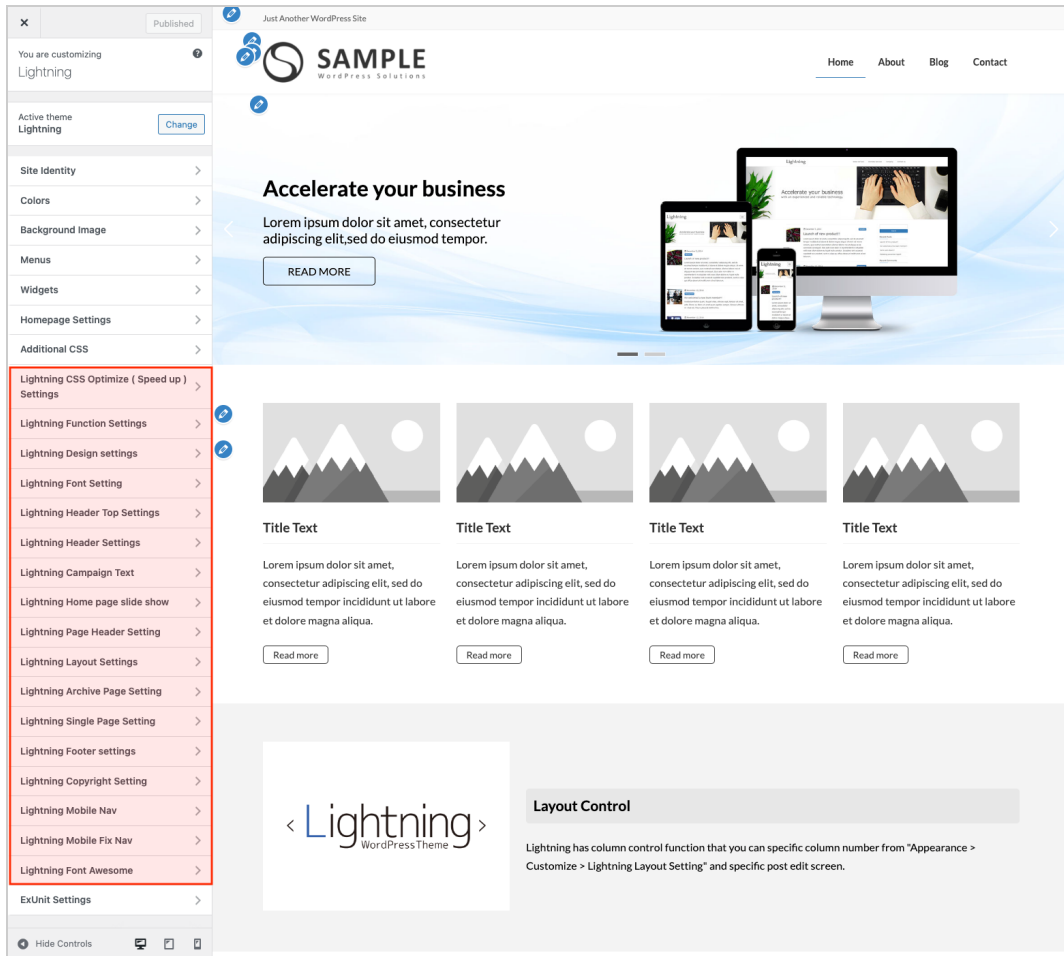 Published
You are customizing
Lightning
Active theme
Lightning
Change
Site Identity
Colors
Background Image
Menus
Widgets
Homepage Settings
Additional CSS
Lightning CSS Optimize ( Speed up )
Settings
Lightning Function Settings
Lightning Design settings
Lightning Font Setting
Lightning Header Top Settings
Lightning Header Settings
Lightning Campaign Text
Lightning Home page slide show
Lightning Page Header Setting
Lightning Layout Settings
Lightning Archive Page Setting
Lightning Single Page Setting
Lightning Footer settings
Lightning Copyright Setting
Lightning Mobile Nav
Lightning Mobile Fix Nav
Lightning Font Awesome
ExUnit Settings
Hide Controls
Just Another WordPress Site
SAMPLE
WordPress Solutions
Home About Blog Contact
Accelerate your business
Lorem ipsum dolor sit amet, consectetur
adipiscing elit,sed do eiusmod tempor.
READ MORE
Lightning
Accelerate your business
Lightning
Lightning
Title Text
Lorem ipsum dolor sit amet,
consectetur adipiscing elit, sed do
eiusmod tempor incididunt ut labore
et dolore magna aliqua.
Read more
Title Text
Lorem ipsum dolor sit amet,
consectetur adipiscing elit, sed do
eiusmod tempor incididunt ut labore
et dolore magna aliqua.
Read more
Title Text
Lorem ipsum dolor sit amet,
consectetur adipiscing elit, sed do
eiusmod tempor incididunt ut labore
et dolore magna aliqua.
Read more
Title Text
Lorem ipsum dolor sit amet,
consectetur adipiscing elit, sed do
eiusmod tempor incididunt ut labore
et dolore magna aliqua.
Read more
Lightning
WordPressTheme
Layout Control
Lightning has column control function that you can specific column number from "Appearance >
Customize > Lightning Layout Setting" and specific post edit screen.